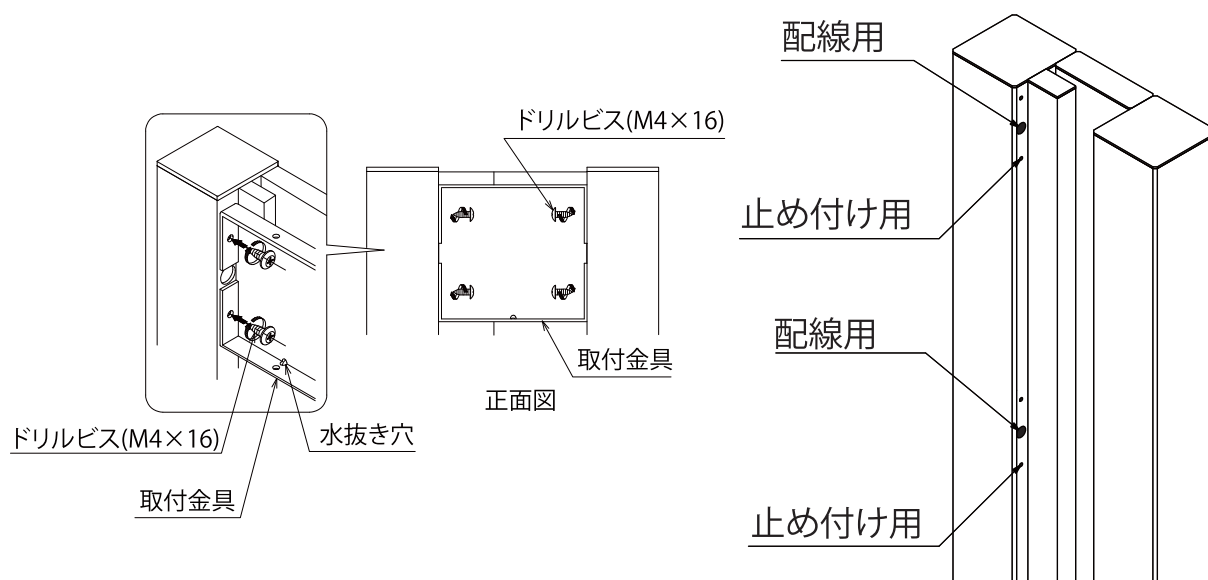 ドリルビス(M4×16)
取付金具
正面図
ドリルビス(M4×16)
水抜き穴
取付金具
配線用
止め付け用
配線用
止め付け用